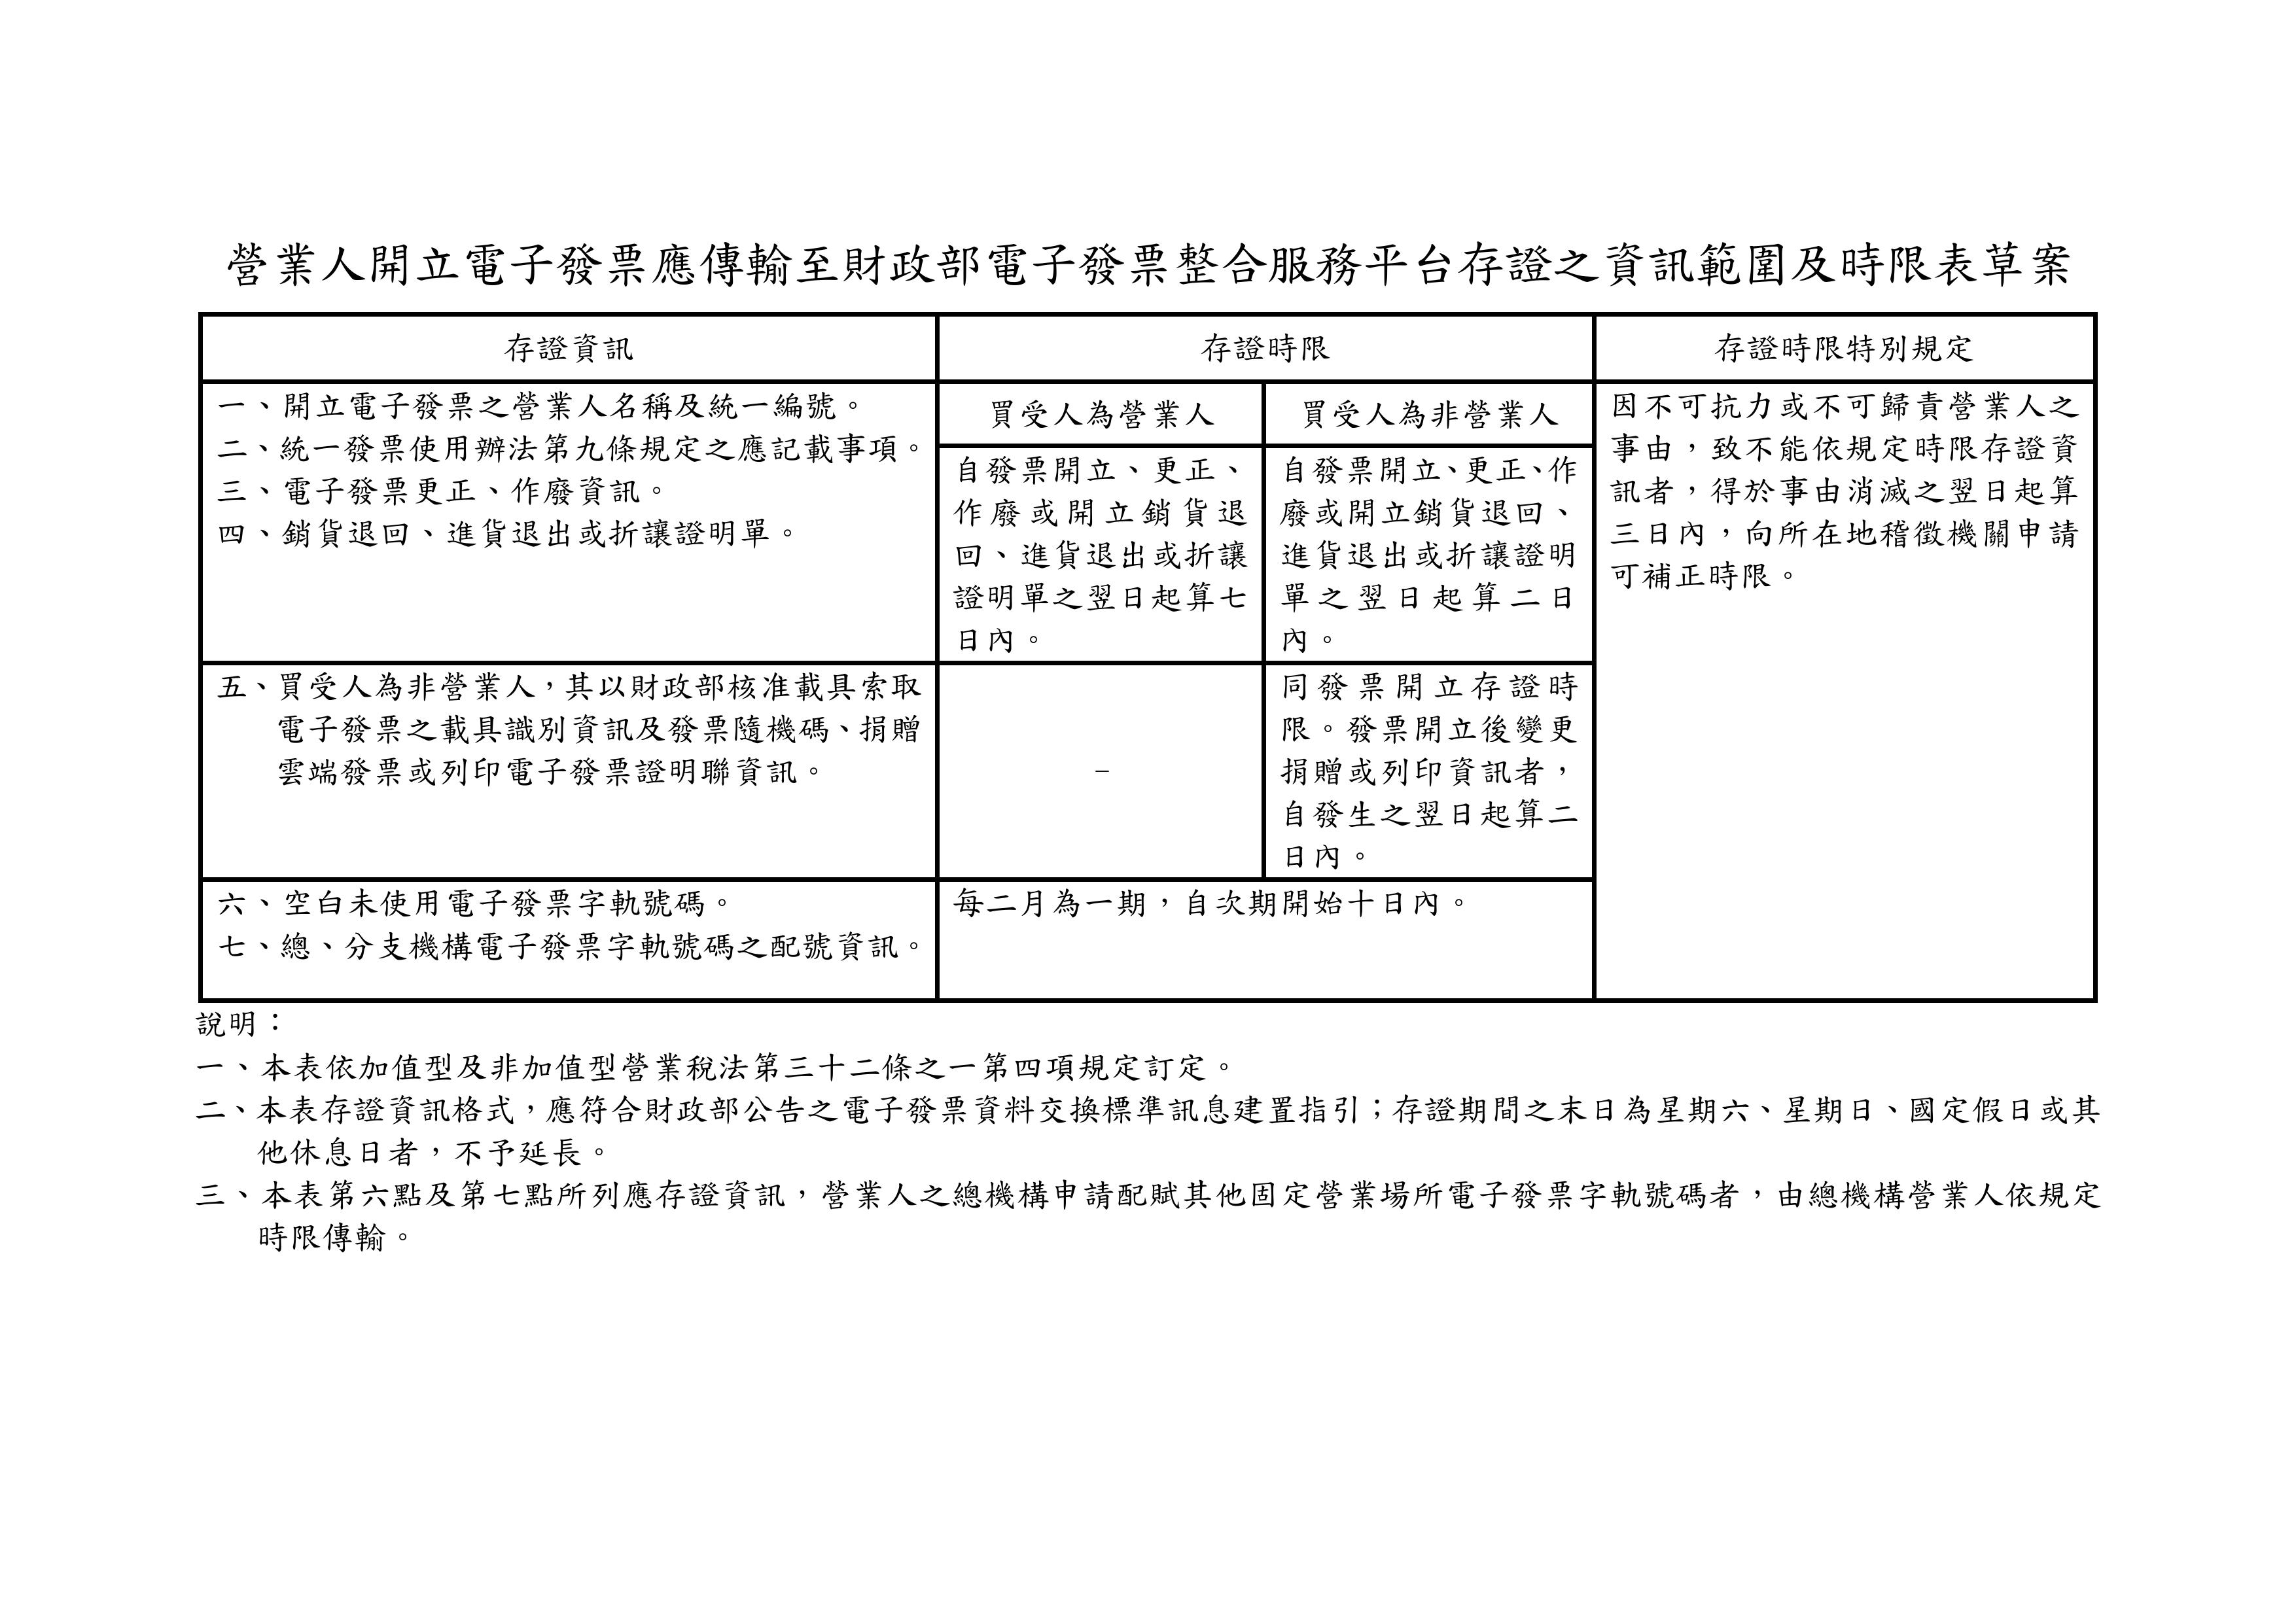 營業人開立電子發票應傳輸至財政部電子發票整合服務平台存證之資訊範圍及時限表草案
存證資訊
存證時限
存證時限特別規定
一、開立電子發票之營業人名稱及統一編號。
二、統一發票使用辦法第九條規定之應記載事項。
三、電子發票更正、作廢資訊。
四、銷貨退回、進貨退出或折讓證明單。
買受人為營業人
買受人為非營業人
自發票開立、更正、
作廢或開立銷貨退
回、進貨退出或折讓
證明單之翌日起算七
日內。
自發票開立、更正、作
廢或開立銷貨退回、
進貨退出或折讓證明
單之翌日起算二日
內。
因不可抗力或不可歸責營業人之
事由，致不能依規定時限存證資
訊者，得於事由消滅之翌日起算
三日內，向所在地稽徵機關申請
可補正時限。
五、買受人為非營業人，其以財政部核准載具索取
電子發票之載具識別資訊及發票隨機碼、捐贈
雲端發票或列印電子發票證明聯資訊。
–
同發票開立存證時
限。發票開立後變更
捐贈或列印資訊者，
自發生之翌日起算二
日內。
六、空白未使用電子發票字軌號碼。
七、總、分支機構電子發票字軌號碼之配號資訊。
每二月為一期，自次期開始十日內。
說明：
一、本表依加值型及非加值型營業稅法第三十二條之一第四項規定訂定。
二、本表存證資訊格式，應符合財政部公告之電子發票資料交換標準訊息建置指引；存證期間之末日為星期六、星期日、國定假日或其
他休息日者，不予延長。
三、本表第六點及第七點所列應存證資訊，營業人之總機構申請配賦其他固定營業場所電子發票字軌號碼者，由總機構營業人依規定
時限傳輸。